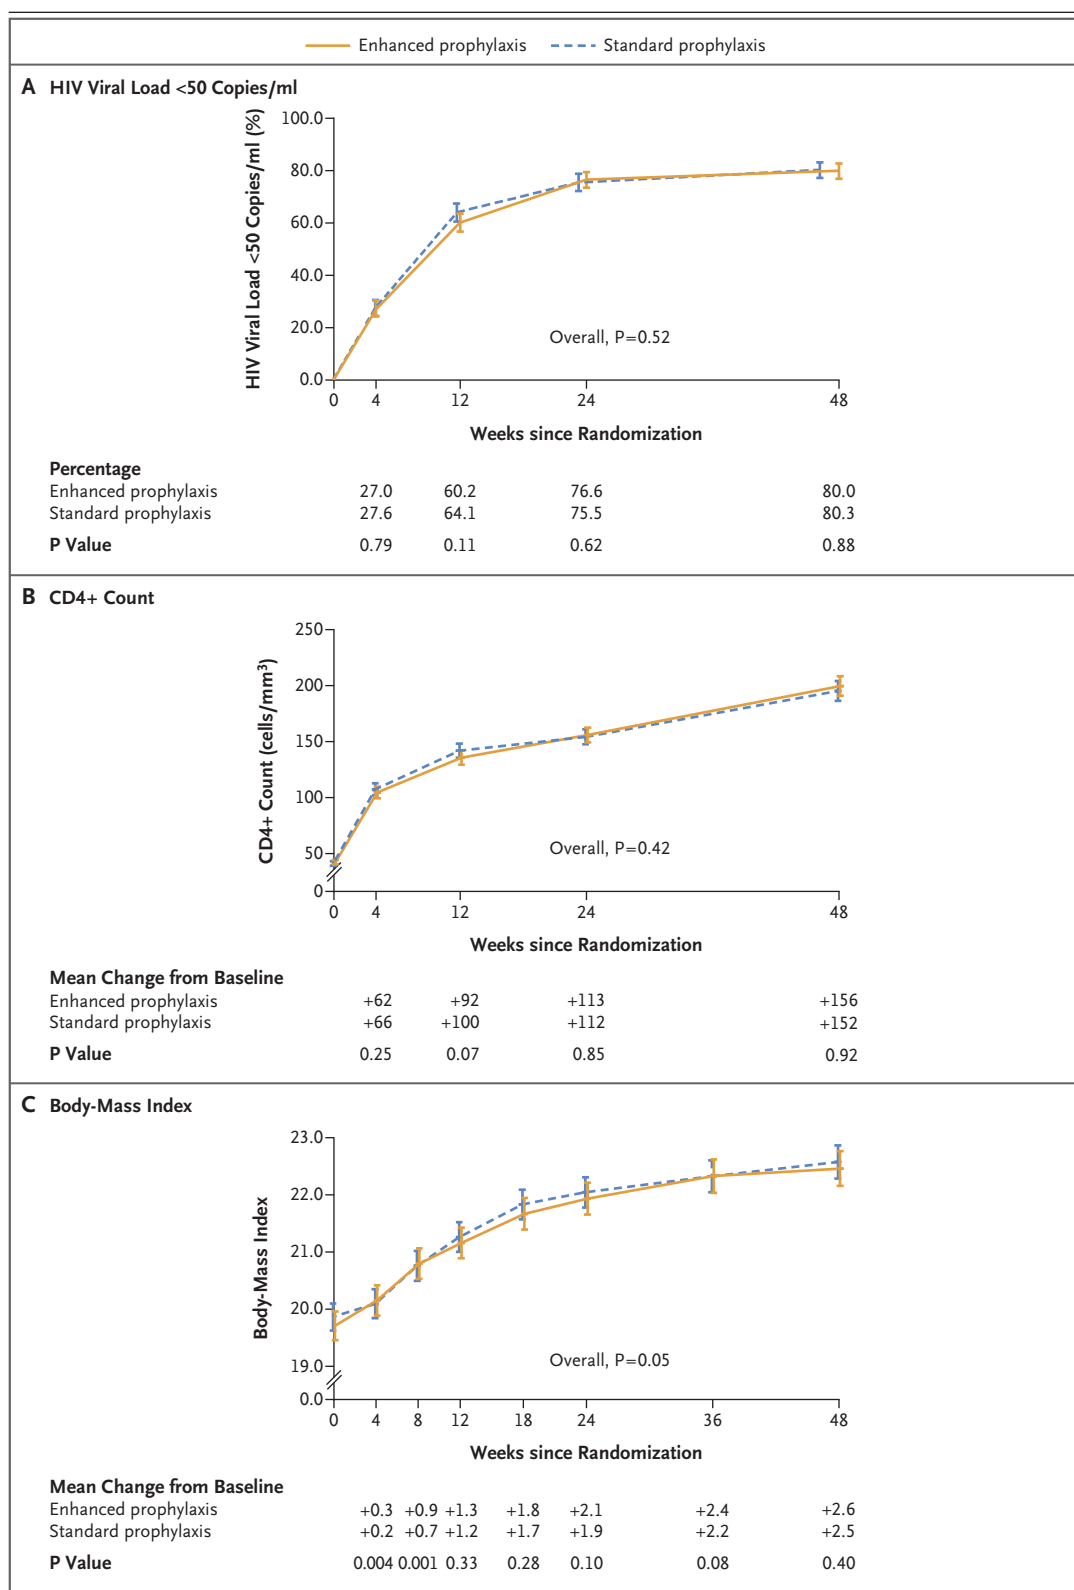 Enhanced prophylaxis Standard prophylaxis
A HIV Viral Load <50 Copies/ml
HIV Viral Load <50 Copies/ml (%)
100.0
80.0
60.0
40.0
20.0
0.0
Overall, P=0.52
0 4 12 24 48
Weeks since Randomization
Percentage
Enhanced prophylaxis 27.0 60.2 76.6 80.0
Standard prophylaxis 27.6 64.1 75.5 80.3
P Value 0.79 0.11 0.62 0.88
B CD4+ Count
CD4+ Count (cells/mm³)
250
200
150
100
50
0
Overall, P=0.42
0 4 12 24 48
Weeks since Randomization
Mean Change from Baseline
Enhanced prophylaxis +62 +92 +113 +156
Standard prophylaxis +66 +100 +112 +152
P Value 0.25 0.07 0.85 0.92
C Body-Mass Index
Body-Mass Index
23.0
22.0
21.0
20.0
19.0
0.0
Overall, P=0.05
0 4 8 12 18 24 36 48
Weeks since Randomization
Mean Change from Baseline
Enhanced prophylaxis +0.3 +0.9 +1.3 +1.8 +2.1 +2.4 +2.6
Standard prophylaxis +0.2 +0.7 +1.2 +1.7 +1.9 +2.2 +2.5
P Value 0.004 0.001 0.33 0.28 0.10 0.08 0.40